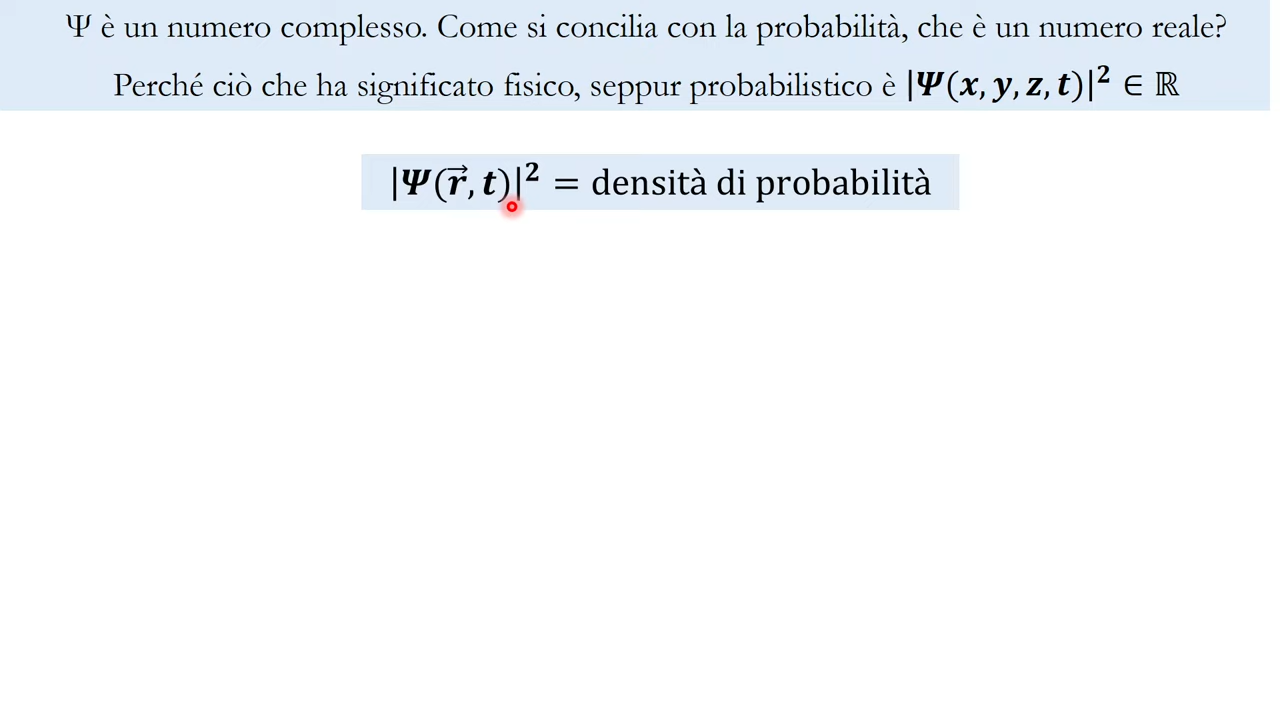 Ψ è un numero complesso. Come si concilia con la probabilità, che è un numero reale?
Perché ciò che ha significato fisico, seppur probabilistico è |Ψ(x, y, z, t)|² ∈ ℝ
|Ψ(r⃗, t)|² = densità di probabilità